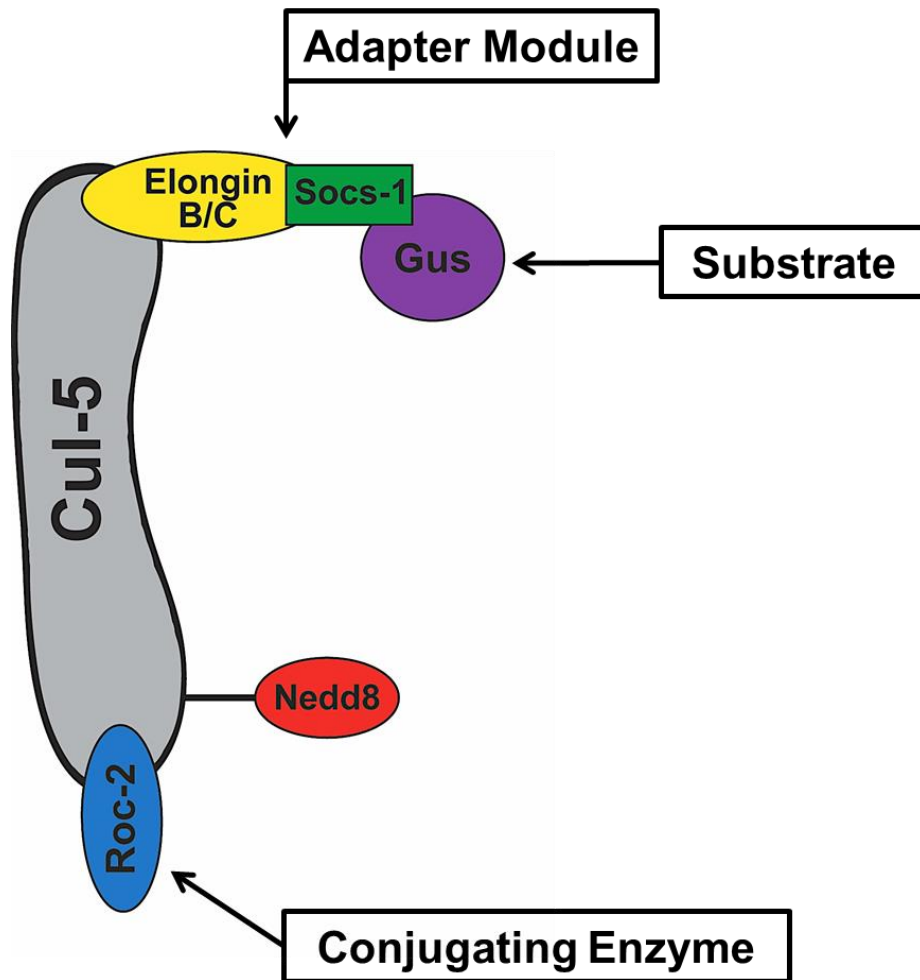 Adapter Module
Elongin
B/C
Socs-1
Gus
Substrate
Cul-5
Nedd8
Roc-2
Conjugating Enzyme